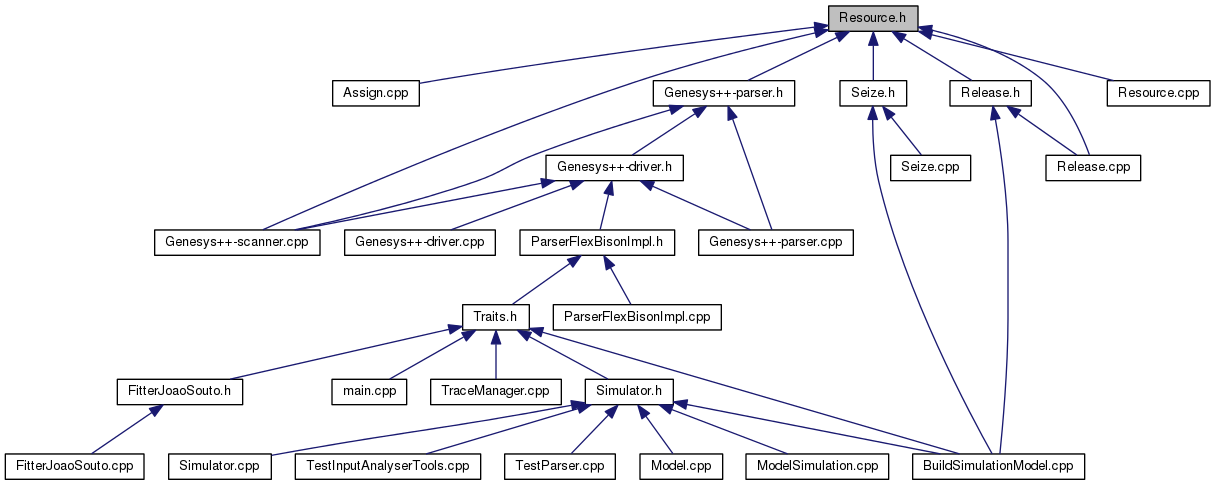 Resource.h
Assign.cpp
Genesys++-parser.h
Seize.h
Release.h
Resource.cpp
Genesys++-driver.h
Seize.cpp
Release.cpp
Genesys++-scanner.cpp
Genesys++-driver.cpp
ParserFlexBisonImpl.h
Genesys++-parser.cpp
Traits.h
ParserFlexBisonImpl.cpp
FitterJoaoSouto.h
main.cpp
TraceManager.cpp
Simulator.h
FitterJoaoSouto.cpp
Simulator.cpp
TestInputAnalyserTools.cpp
TestParser.cpp
Model.cpp
ModelSimulation.cpp
BuildSimulationModel.cpp